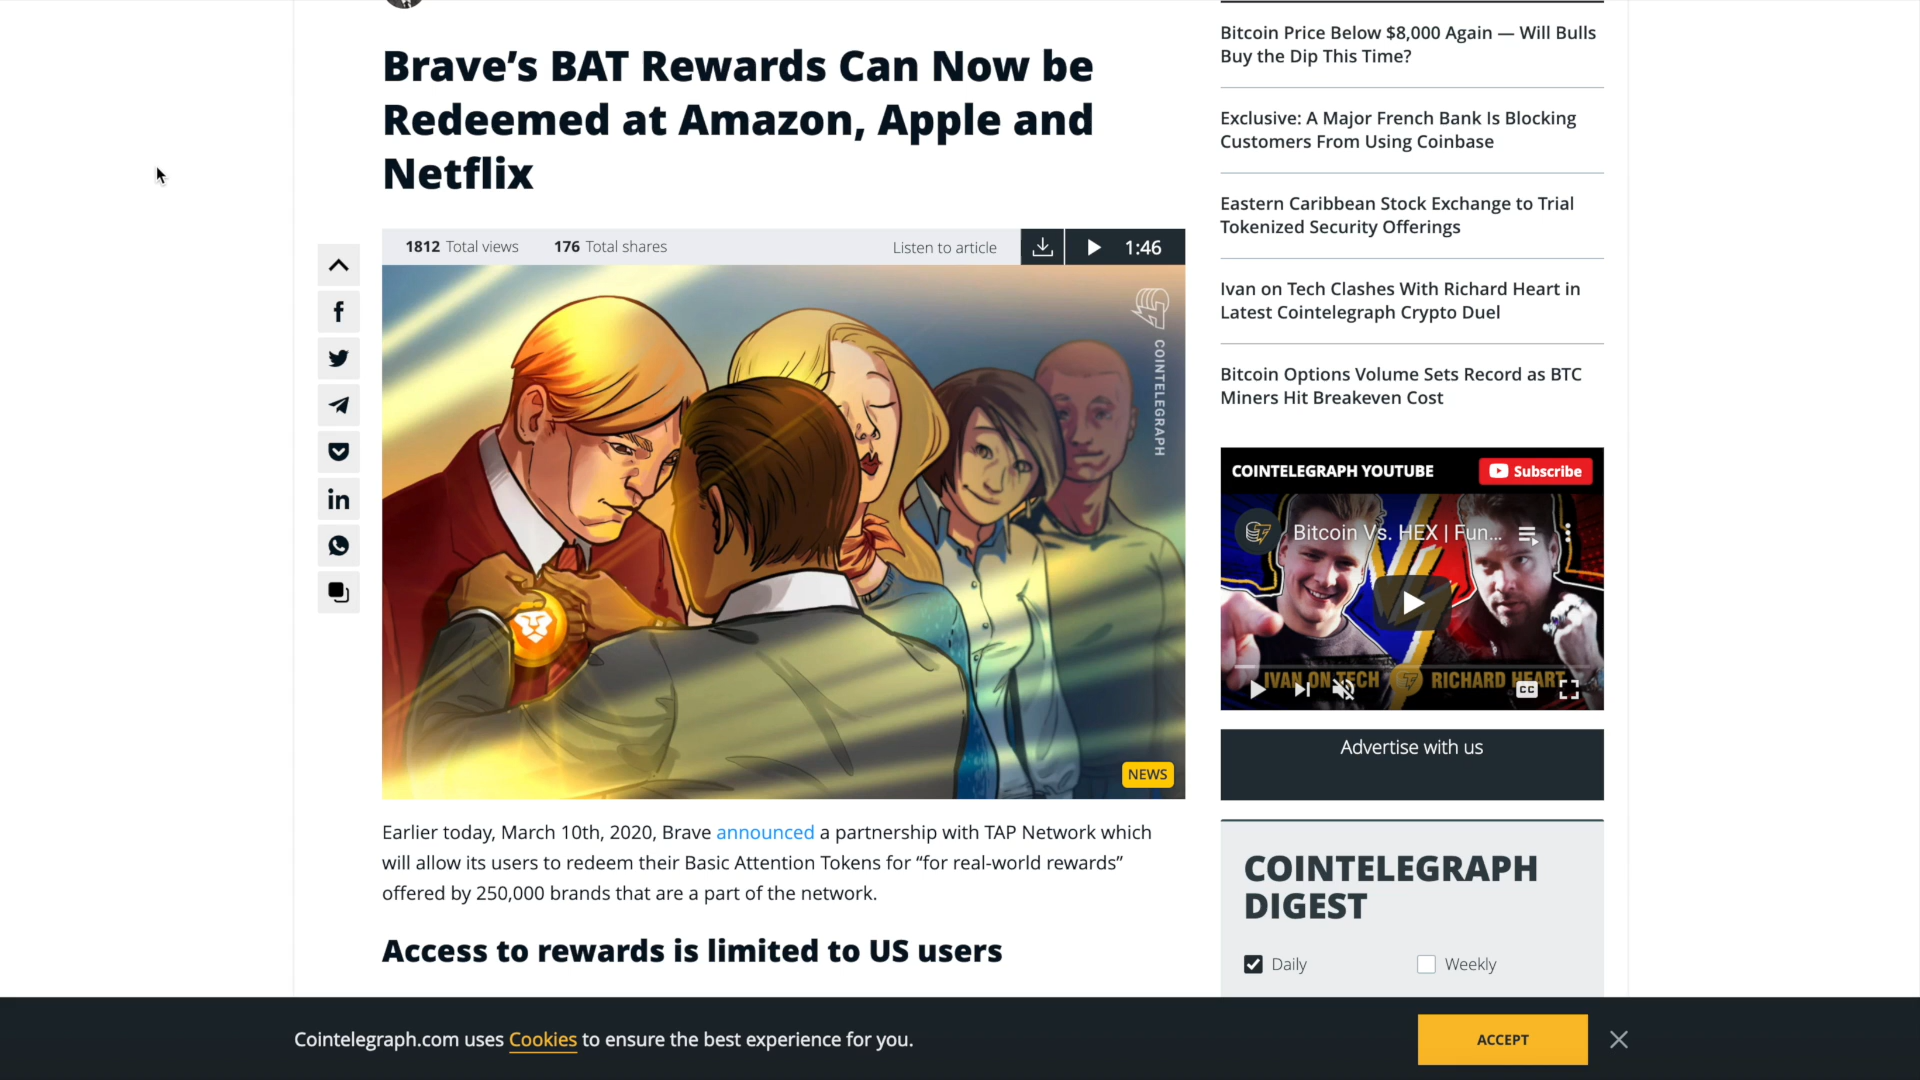 Brave’s BAT Rewards Can Now be
Redeemed at Amazon, Apple and
Netflix
1812 Total views 176 Total shares Listen to article 1:46
COINTELEGRAPH
NEWS
Earlier today, March 10th, 2020, Brave announced a partnership with TAP Network which
will allow its users to redeem their Basic Attention Tokens for “for real-world rewards”
offered by 250,000 brands that are a part of the network.
Access to rewards is limited to US users
Bitcoin Price Below $8,000 Again — Will Bulls
Buy the Dip This Time?
Exclusive: A Major French Bank Is Blocking
Customers From Using Coinbase
Eastern Caribbean Stock Exchange to Trial
Tokenized Security Offerings
Ivan on Tech Clashes With Richard Heart in
Latest Cointelegraph Crypto Duel
Bitcoin Options Volume Sets Record as BTC
Miners Hit Breakeven Cost
COINTELEGRAPH YOUTUBE Subscribe
Bitcoin Vs. HEX | Fun...
IVAN ON TECH RICHARD HEART
CC
Advertise with us
COINTELEGRAPH
DIGEST
Daily Weekly
Cointelegraph.com uses Cookies to ensure the best experience for you.
ACCEPT